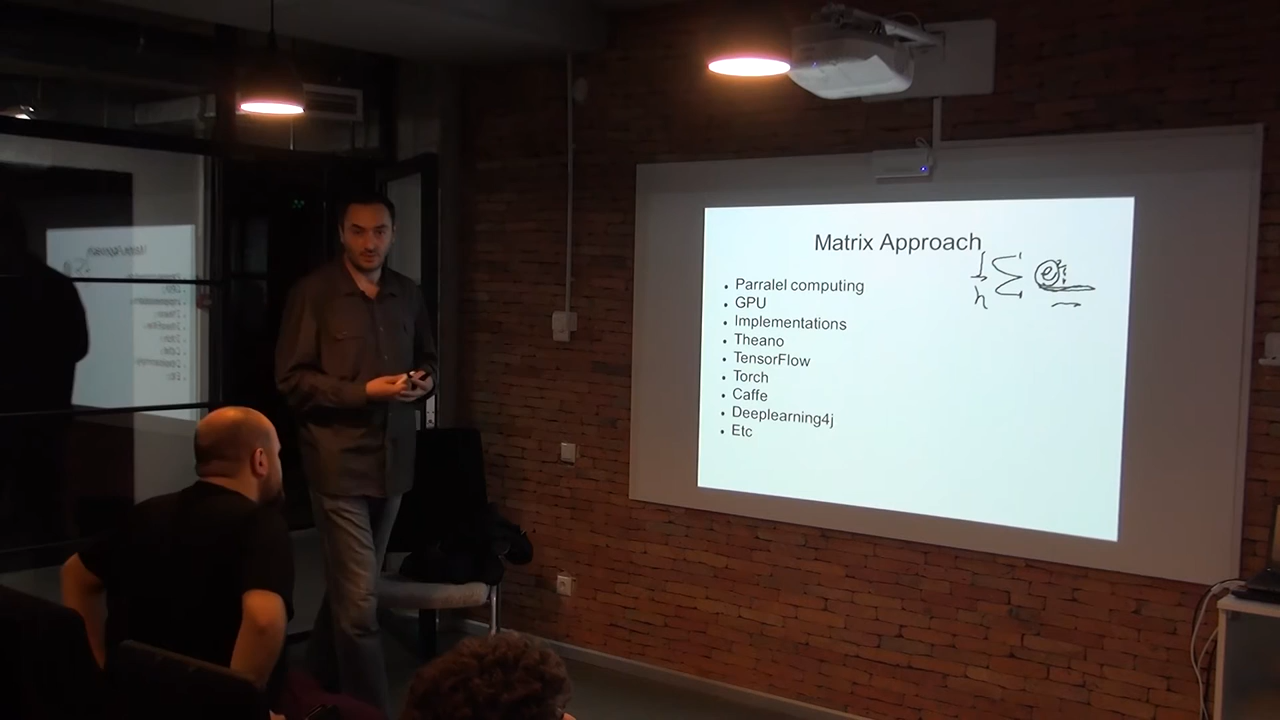 Matrix Approach
Parralel computing
GPU
Implementations
Theano
TensorFlow
Torch
Caffe
Deeplearning4j
Etc